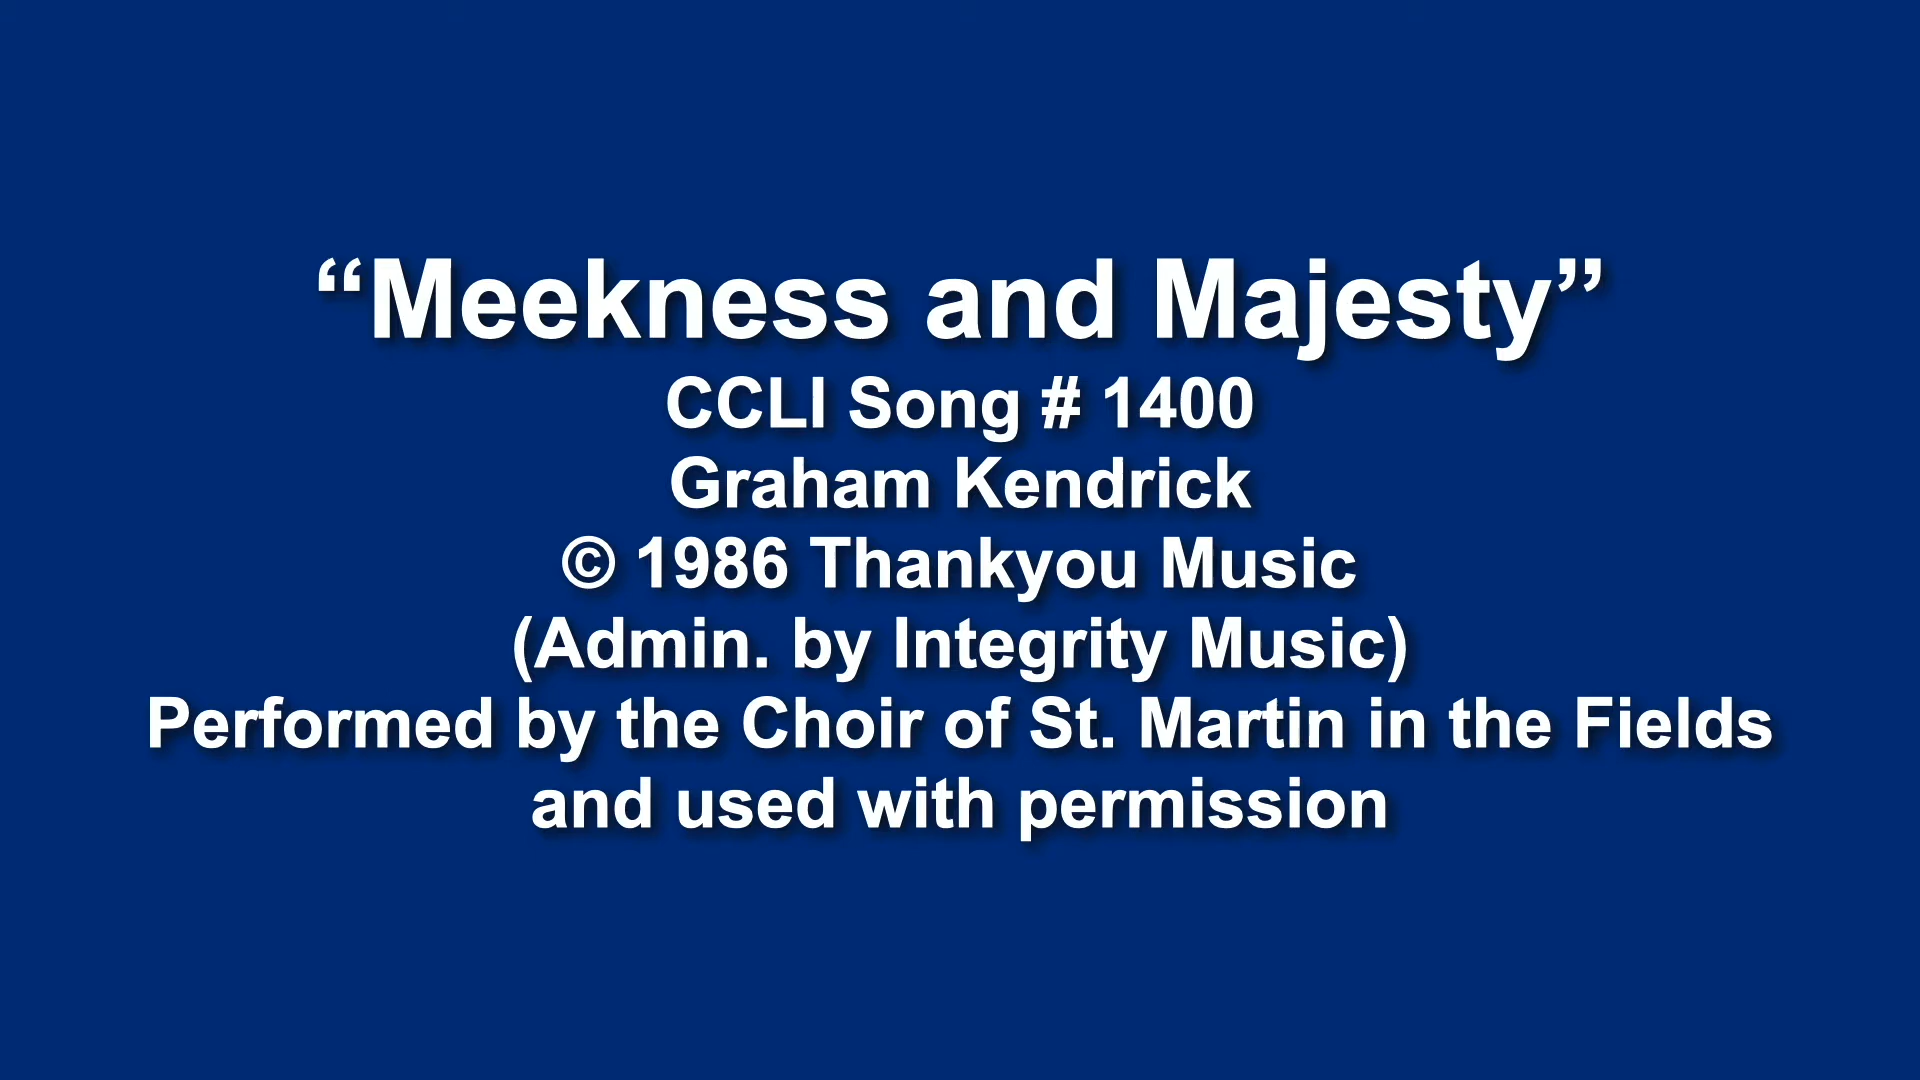 “Meekness and Majesty”
CCLI Song # 1400
Graham Kendrick
© 1986 Thankyou Music
(Admin. by Integrity Music)
Performed by the Choir of St. Martin in the Fields
and used with permission